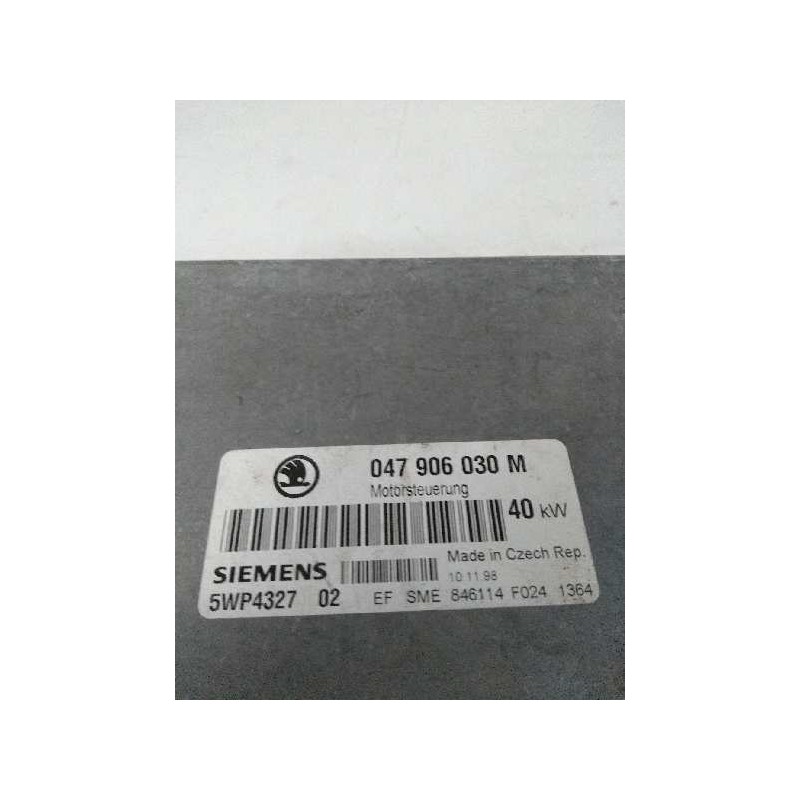 047 906 030 M
Motorsteuerung
40 kW
Made in Czech Rep.
SIEMENS
10.11.98
5WP4327 02 EF SME 846114 F024 1364